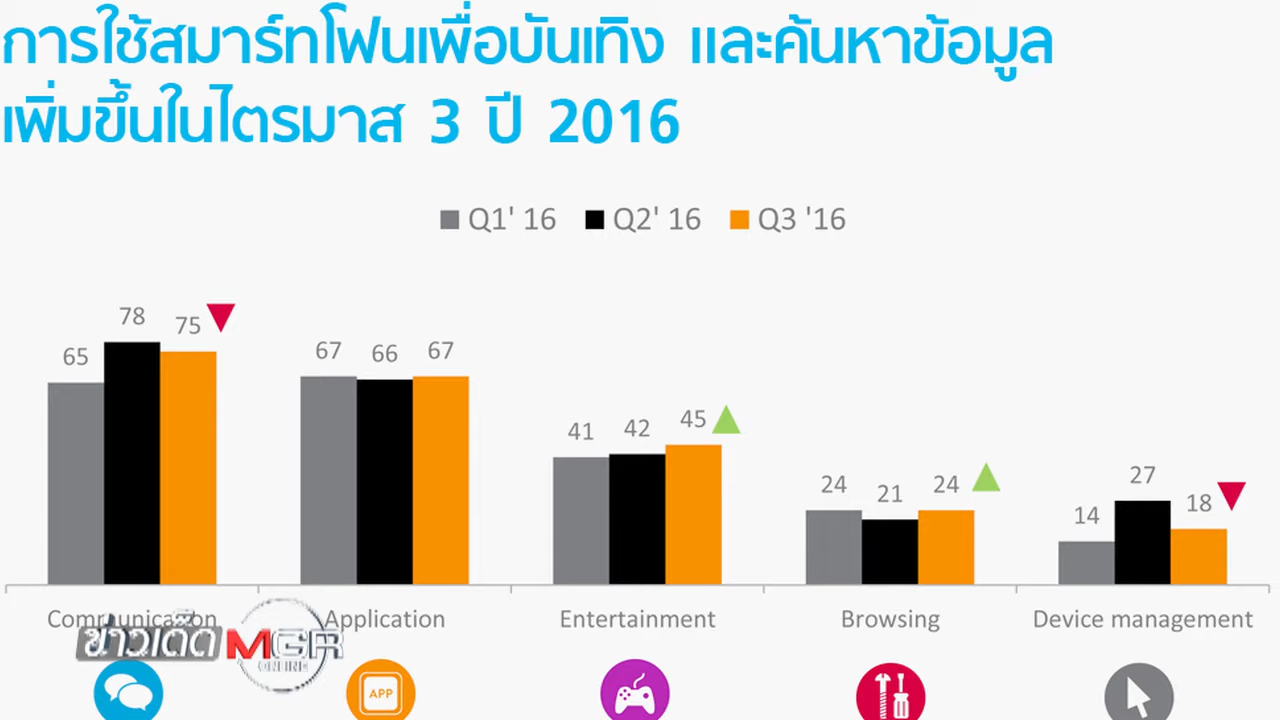 การใช้สมาร์ทโฟนเพื่อบันเทิง และค้นหาข้อมูล
เพิ่มขึ้นในไตรมาส 3 ปี 2016
Q1' 16 Q2' 16 Q3 '16
65 78 75
67 66 67
41 42 45
24 21 24
14 27 18
Communication Application Entertainment Browsing Device management
ข่าวเด็ด MGR
ONLINE
APP